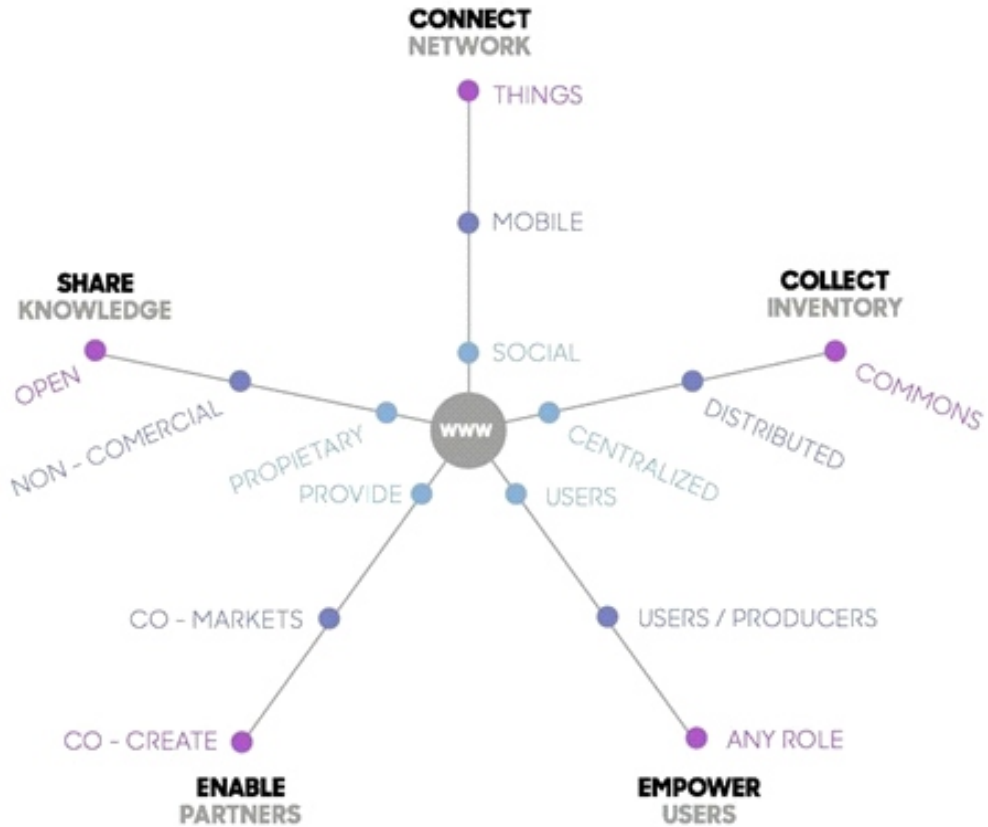 CONNECT
NETWORK
THINGS
MOBILE
SOCIAL
SHARE
KNOWLEDGE
OPEN
NON - COMERCIAL
PROPIETARY
COLLECT
INVENTORY
COMMONS
DISTRIBUTED
CENTRALIZED
WWW
PROVIDE
CO - MARKETS
CO - CREATE
ENABLE
PARTNERS
USERS
USERS / PRODUCERS
ANY ROLE
EMPOWER
USERS